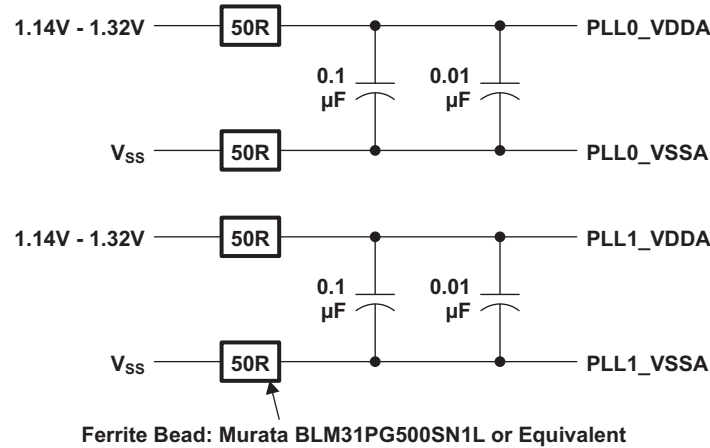 1.14V - 1.32V 50R PLL0_VDDA
0.1 µF 0.01 µF
VSS 50R PLL0_VSSA
1.14V - 1.32V 50R PLL1_VDDA
0.1 µF 0.01 µF
VSS 50R PLL1_VSSA
Ferrite Bead: Murata BLM31PG500SN1L or Equivalent